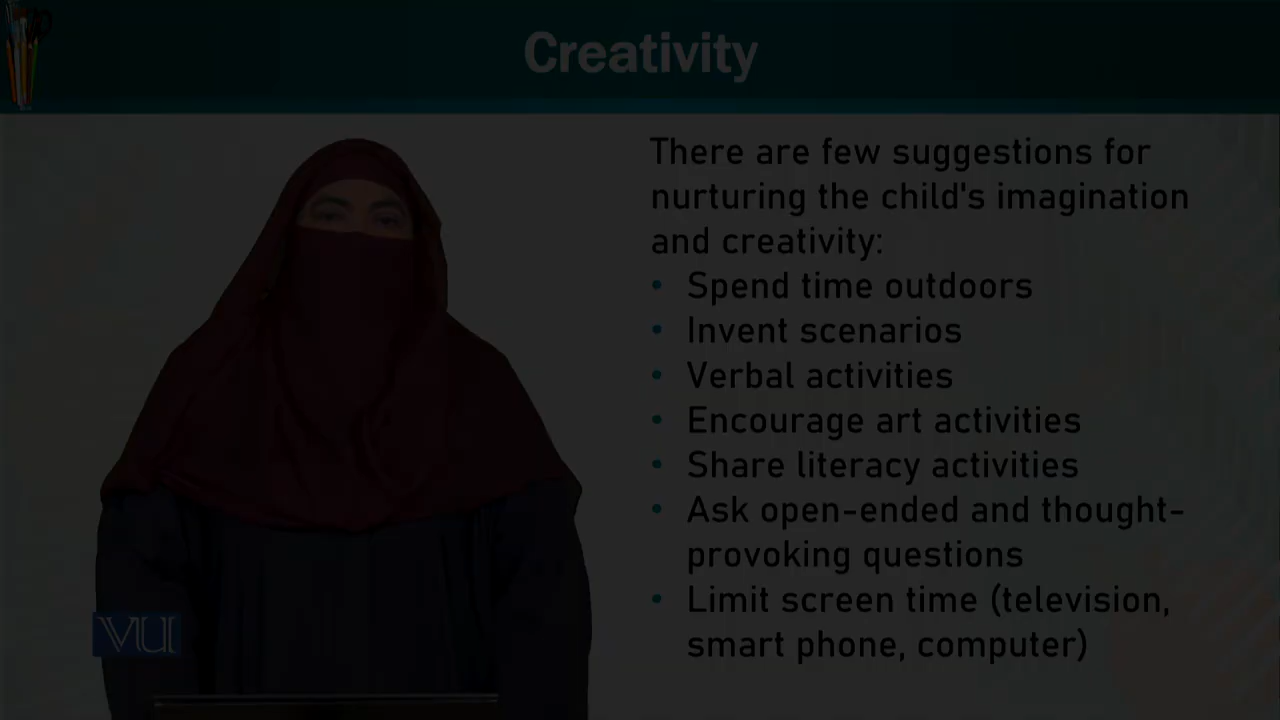 Creativity
There are few suggestions for
nurturing the child's imagination
and creativity:
• Spend time outdoors
• Invent scenarios
• Verbal activities
• Encourage art activities
• Share literacy activities
• Ask open-ended and thought-
provoking questions
• Limit screen time (television,
smart phone, computer)
VU